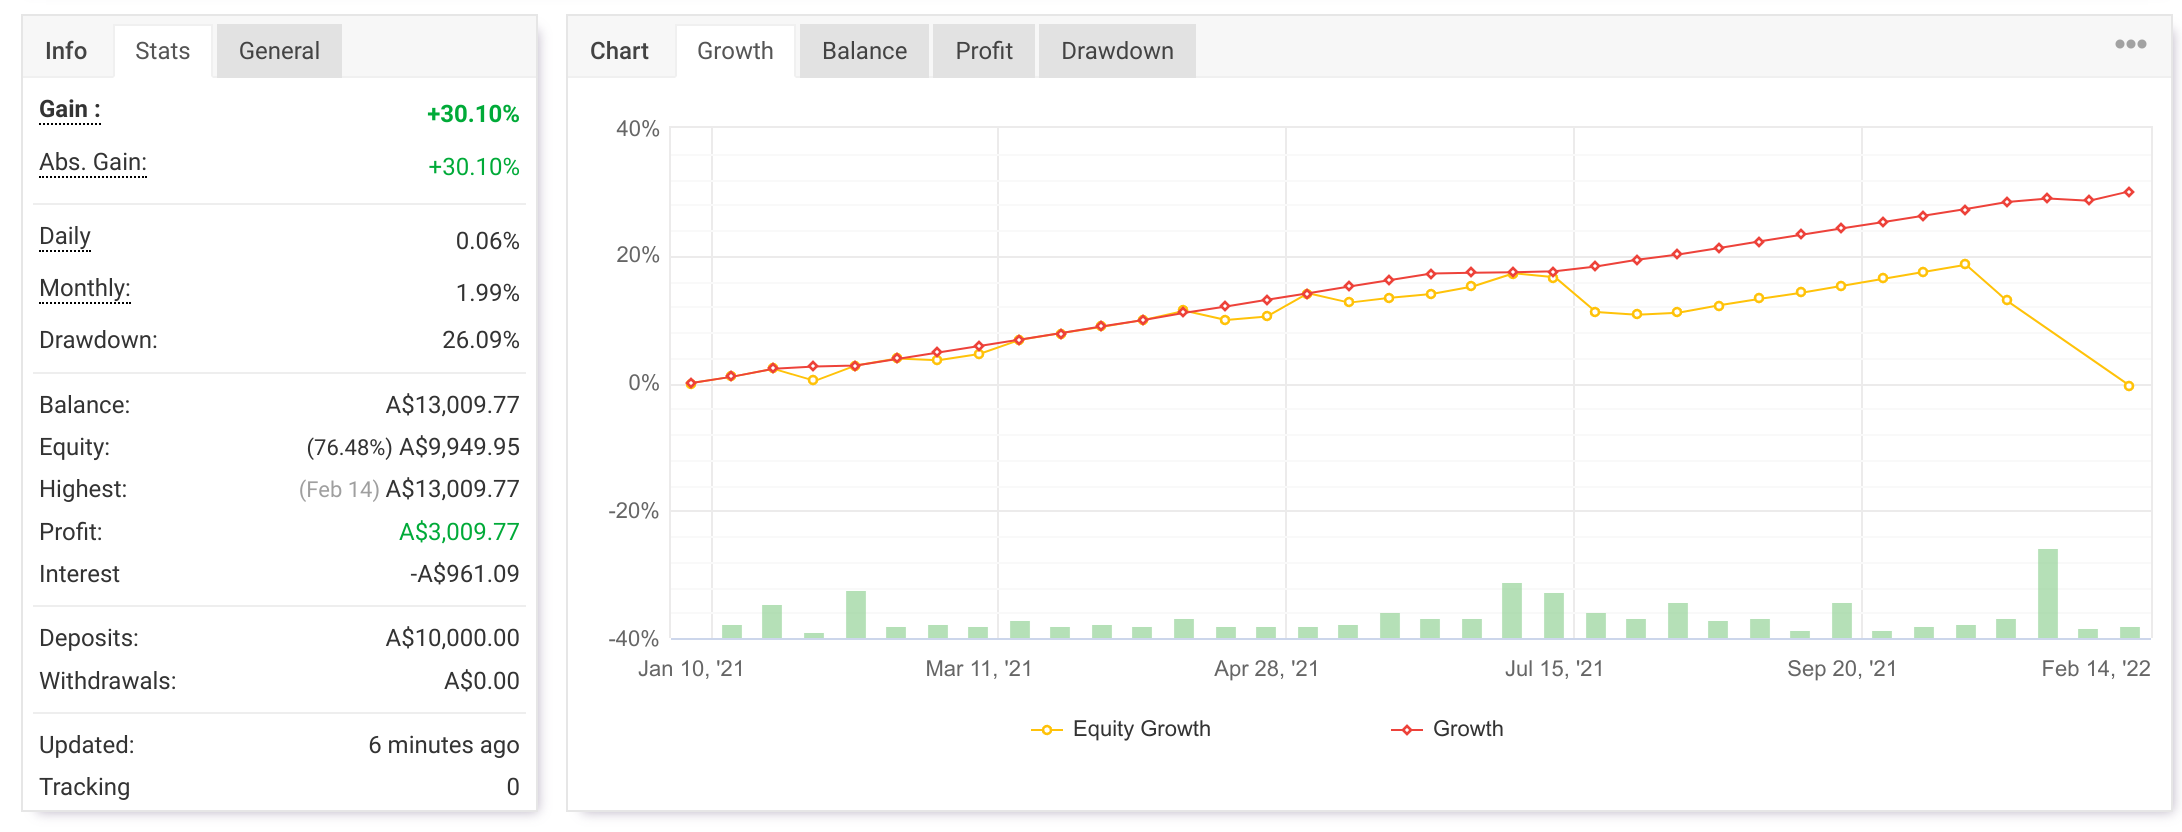 Info Stats General
Gain : +30.10%
Abs. Gain: +30.10%
Daily 0.06%
Monthly: 1.99%
Drawdown: 26.09%
Balance: A$13,009.77
Equity: (76.48%) A$9,949.95
Highest: (Feb 14) A$13,009.77
Profit: A$3,009.77
Interest -A$961.09
Deposits: A$10,000.00
Withdrawals: A$0.00
Updated: 6 minutes ago
Tracking 0
Chart Growth Balance Profit Drawdown
40%
20%
0%
-20%
-40%
Jan 10, '21 Mar 11, '21 Apr 28, '21 Jul 15, '21 Sep 20, '21 Feb 14, '22
Equity Growth Growth